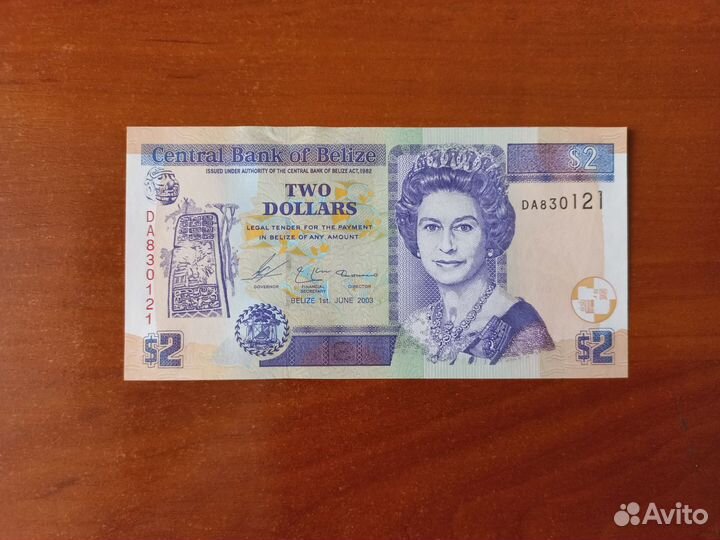 Central Bank of Belize
ISSUED UNDER AUTHORITY OF THE CENTRAL BANK OF BELIZE ACT, 1982
$2
TWO
DOLLARS
DA830121
LEGAL TENDER FOR THE PAYMENT
IN BELIZE OF ANY AMOUNT
DA830121
GOVERNOR FINANCIAL SECRETARY DIRECTOR
BELIZE 1st. JUNE 2003
$2
$2
Avito